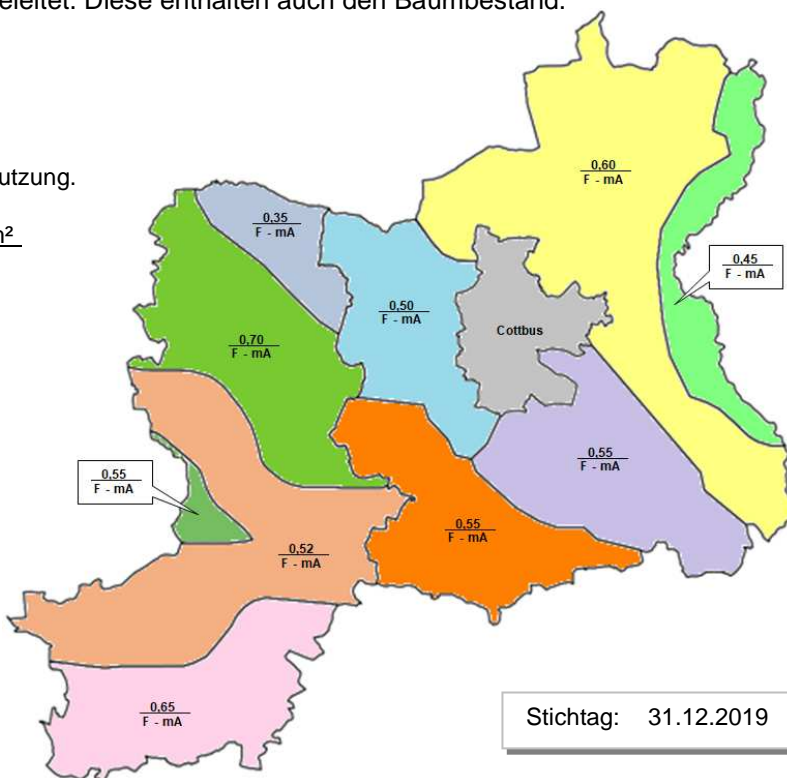 eleitet. Diese enthalten auch den Baumbestand.
utzung.
0,60
F - mA
0,35
F - mA
0,45
F - mA
0,50
F - mA
Cottbus
0,70
F - mA
0,55
F - mA
0,55
F - mA
0,55
F - mA
0,52
F - mA
0,65
F - mA
Stichtag: 31.12.2019